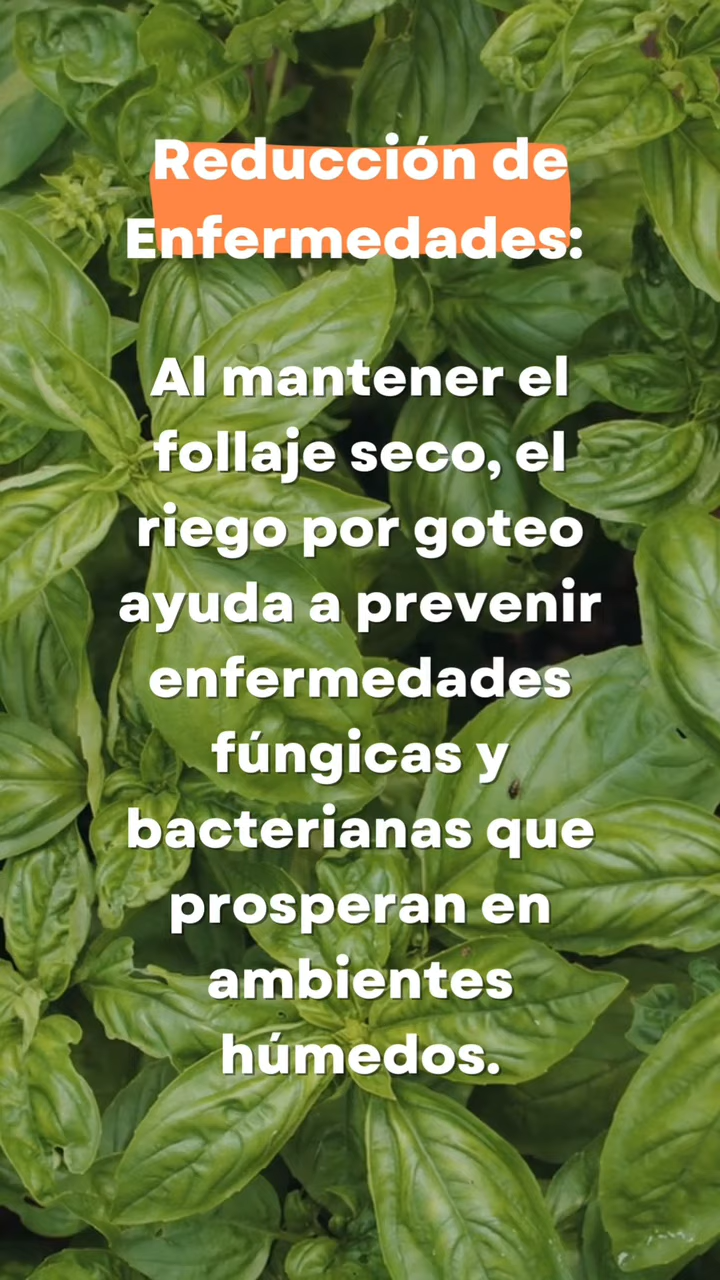 Reducción de
Enfermedades:
Al mantener el
follaje seco, el
riego por goteo
ayuda a prevenir
enfermedades
fúngicas y
bacterianas que
prosperan en
ambientes
húmedos.